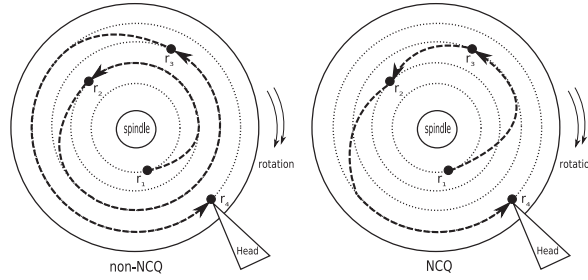 r3
r2
spindle
r1
rotation
r4
Head
non-NCQ
r3
r2
spindle
r1
rotation
r4
Head
NCQ